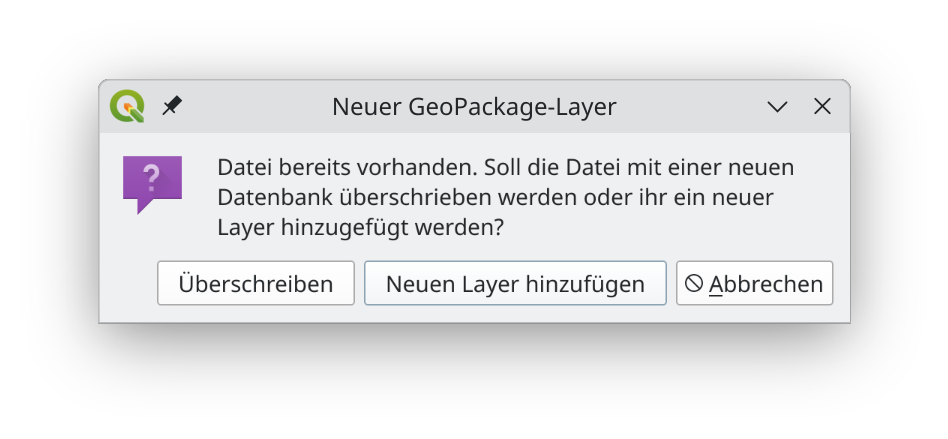 Neuer GeoPackage-Layer
Datei bereits vorhanden. Soll die Datei mit einer neuen
Datenbank überschrieben werden oder ihr ein neuer
Layer hinzugefügt werden?
Überschreiben
Neuen Layer hinzufügen
Abbrechen